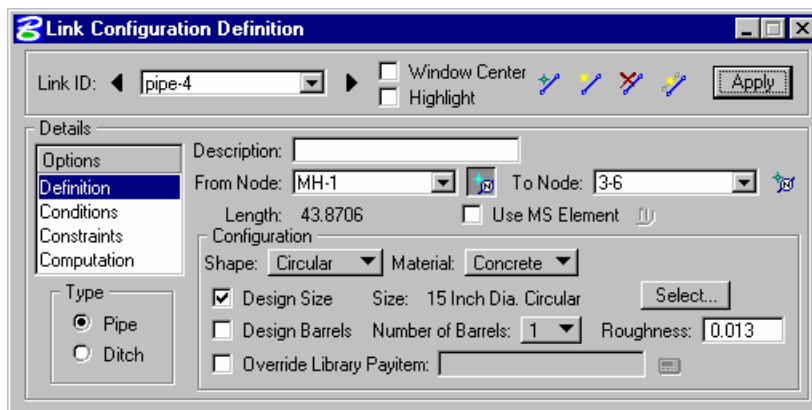 Link Configuration Definition
Link ID: pipe-4 Window Center Apply
Highlight
Details
Options Description:
Definition From Node: MH-1 To Node: 3-6
Conditions Length: 43.8706 Use MS Element
Constraints Configuration
Computation Shape: Circular Material: Concrete
Type Design Size Size: 15 Inch Dia. Circular Select...
Pipe Design Barrels Number of Barrels: 1 Roughness: 0.013
Ditch Override Library Payitem: